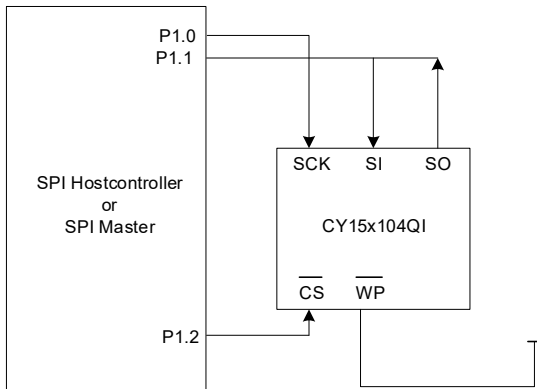 P1.0
P1.1
SCK SI SO
SPI Hostcontroller
or
SPI Master
CY15x104QI
CS WP
P1.2